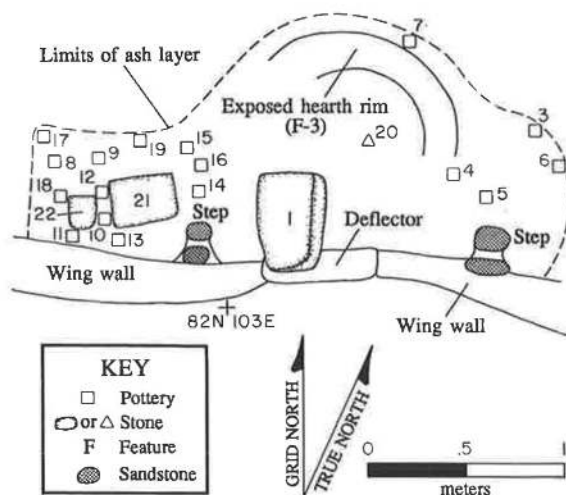 7
Limits of ash layer
Exposed hearth rim
(F-3)
3
17
8
9
19
15
16
20
4
6
18
12
21
14
5
22
Step
1
Deflector
Step
11
10
13
Wing wall
Wing wall
82N 103E
KEY
Pottery
or Stone
F Feature
Sandstone
GRID NORTH
TRUE NORTH
0 .5 1
meters